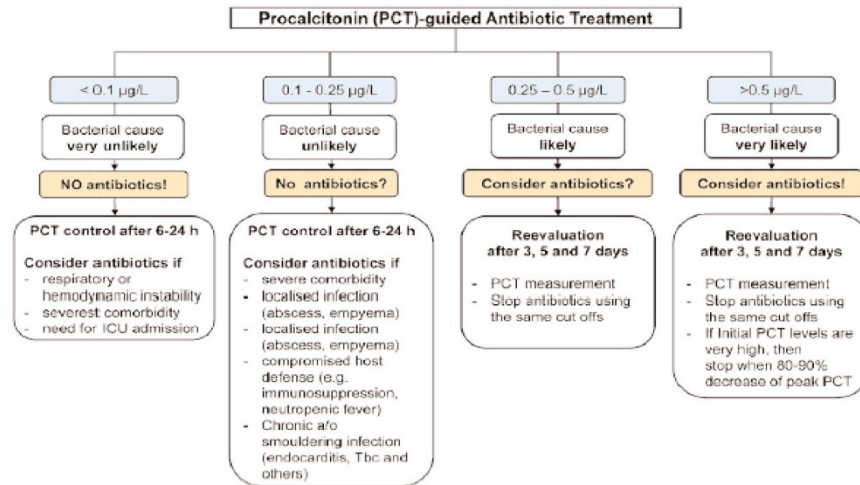 Procalcitonin (PCT)-guided Antibiotic Treatment
< 0.1 µg/L
Bacterial cause
very unlikely
NO antibiotics!
PCT control after 6-24 h
Consider antibiotics if
- respiratory or
hemodynamic instability
- severest comorbidity
- need for ICU admission
0.1 - 0.25 µg/L
Bacterial cause
unlikely
No antibiotics?
PCT control after 6-24 h
Consider antibiotics if
- severe comorbidity
- localised infection
(abscess, empyema)
- localised infection
(abscess, empyema)
- compromised host
defense (e.g.
immunosuppression,
neutropenic fever)
- Chronic a/o
smouldering infection
(endocarditis, Tbc and
others)
0.25 – 0.5 µg/L
Bacterial cause
likely
Consider antibiotics?
Reevaluation
after 3, 5 and 7 days
- PCT measurement
- Stop antibiotics using
the same cut offs
>0.5 µg/L
Bacterial cause
very likely
Consider antibiotics!
Reevaluation
after 3, 5 and 7 days
- PCT measurement
- Stop antibiotics using
the same cut offs
- If Initial PCT levels are
very high, then
stop when 80-90%
decrease of peak PCT